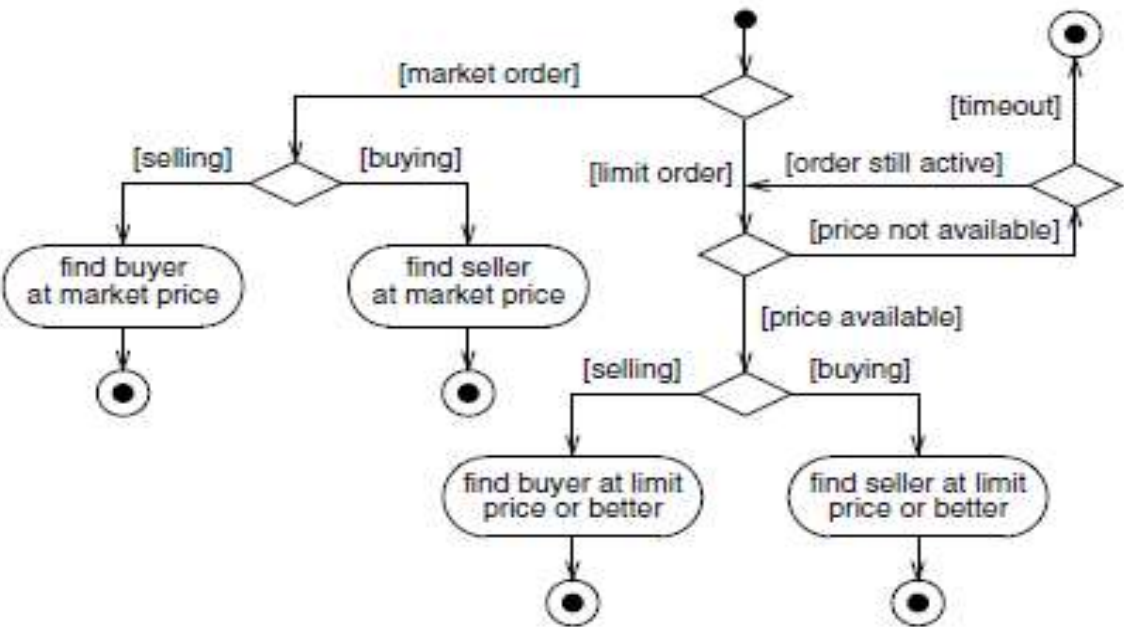 [market order]
[timeout]
[selling]
[buying]
[limit order]
[order still active]
[price not available]
find buyer
at market price
find seller
at market price
[price available]
[selling]
[buying]
find buyer at limit
price or better
find seller at limit
price or better